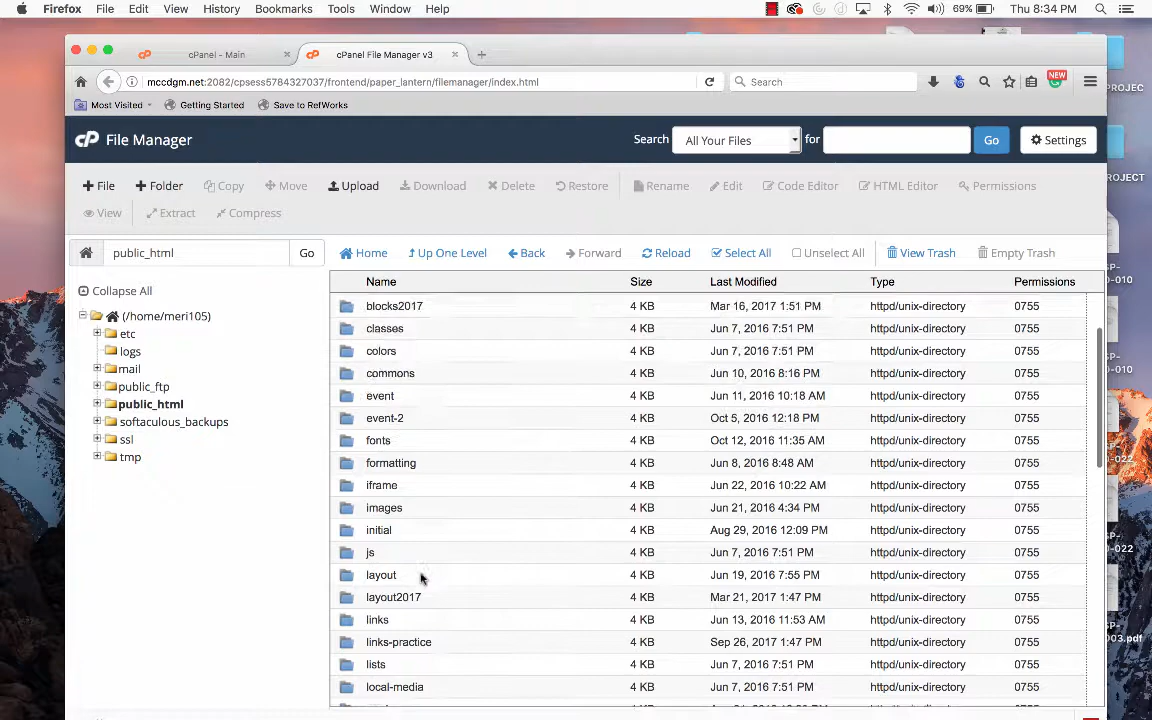 Firefox File Edit View History Bookmarks Tools Window Help 69% Thu 8:34 PM
cPanel - Main × cPanel File Manager v3 × +
mccdgm.net:2082/cpsess5784327037/frontend/paper_lantern/filemanager/index.html Search NEW
Most Visited Getting Started Save to RefWorks
cP File Manager Search All Your Files for Go Settings
+ File + Folder Copy Move Upload Download Delete Restore Rename Edit Code Editor HTML Editor Permissions
View Extract Compress
public_html Go Home Up One Level Back Forward Reload Select All Unselect All View Trash Empty Trash
Collapse All
(/home/meri105)
etc
logs
mail
public_ftp
public_html
softaculous_backups
ssl
tmp
Name Size Last Modified Type Permissions
blocks2017 4 KB Mar 16, 2017 1:51 PM httpd/unix-directory 0755
classes 4 KB Jun 7, 2016 7:51 PM httpd/unix-directory 0755
colors 4 KB Jun 7, 2016 7:51 PM httpd/unix-directory 0755
commons 4 KB Jun 10, 2016 8:16 PM httpd/unix-directory 0755
event 4 KB Jun 11, 2016 10:18 AM httpd/unix-directory 0755
event-2 4 KB Oct 5, 2016 12:18 PM httpd/unix-directory 0755
fonts 4 KB Oct 12, 2016 11:35 AM httpd/unix-directory 0755
formatting 4 KB Jun 8, 2016 8:48 AM httpd/unix-directory 0755
iframe 4 KB Jun 22, 2016 10:22 AM httpd/unix-directory 0755
images 4 KB Jun 21, 2016 4:34 PM httpd/unix-directory 0755
initial 4 KB Aug 29, 2016 12:09 PM httpd/unix-directory 0755
js 4 KB Jun 7, 2016 7:51 PM httpd/unix-directory 0755
layout 4 KB Jun 19, 2016 7:55 PM httpd/unix-directory 0755
layout2017 4 KB Mar 21, 2017 1:47 PM httpd/unix-directory 0755
links 4 KB Jun 13, 2016 11:53 AM httpd/unix-directory 0755
links-practice 4 KB Sep 26, 2017 1:47 PM httpd/unix-directory 0755
lists 4 KB Jun 7, 2016 7:51 PM httpd/unix-directory 0755
local-media 4 KB Jun 7, 2016 7:51 PM httpd/unix-directory 0755